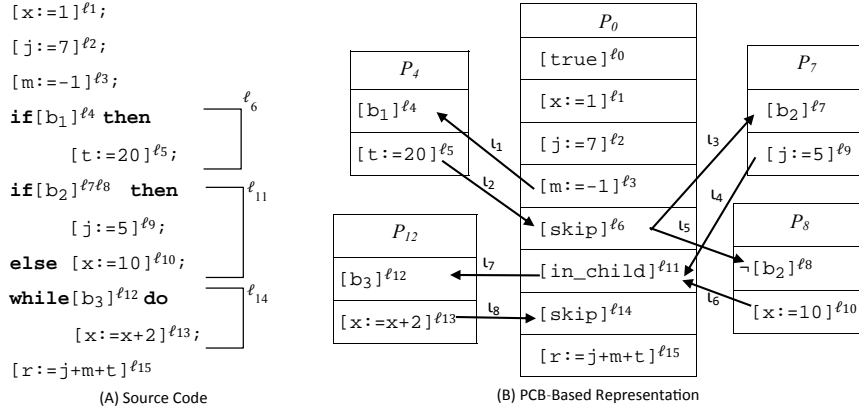 [x:=1]ℓ1;
[j:=7]ℓ2;
[m:=-1]ℓ3;
if[b1]ℓ4 then
[t:=20]ℓ5;
ℓ6
if[b2]ℓ7ℓ8 then
[j:=5]ℓ9;
else [x:=10]ℓ10;
ℓ11
while[b3]ℓ12 do
[x:=x+2]ℓ13;
ℓ14
[r:=j+m+t]ℓ15
(A) Source Code
P4
[b1]ℓ4
[t:=20]ℓ5
P12
[b3]ℓ12
[x:=x+2]ℓ13
ι1
ι2
ι7
ι8
P0
[true]ℓ0
[x:=1]ℓ1
[j:=7]ℓ2
[m:=-1]ℓ3
[skip]ℓ6
[in_child]ℓ11
[skip]ℓ14
[r:=j+m+t]ℓ15
ι3
ι4
ι5
ι6
P7
[b2]ℓ7
[j:=5]ℓ9
P8
¬[b2]ℓ8
[x:=10]ℓ10
(B) PCB-Based Representation